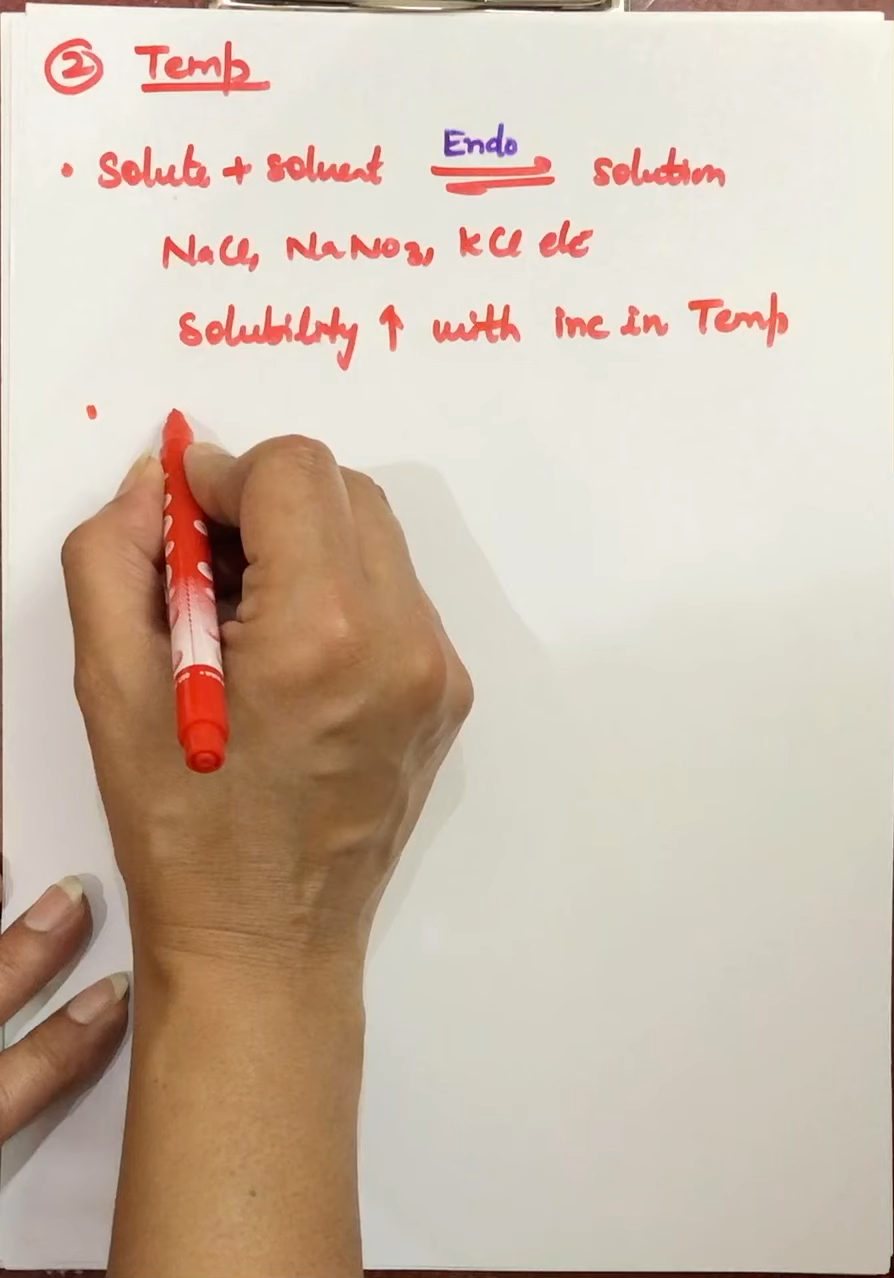 ② Temp
Endo
• Solute + solvent ⇌ solution
NaCl, NaNO3, KCl etc
Solubility ↑ with inc in Temp
•